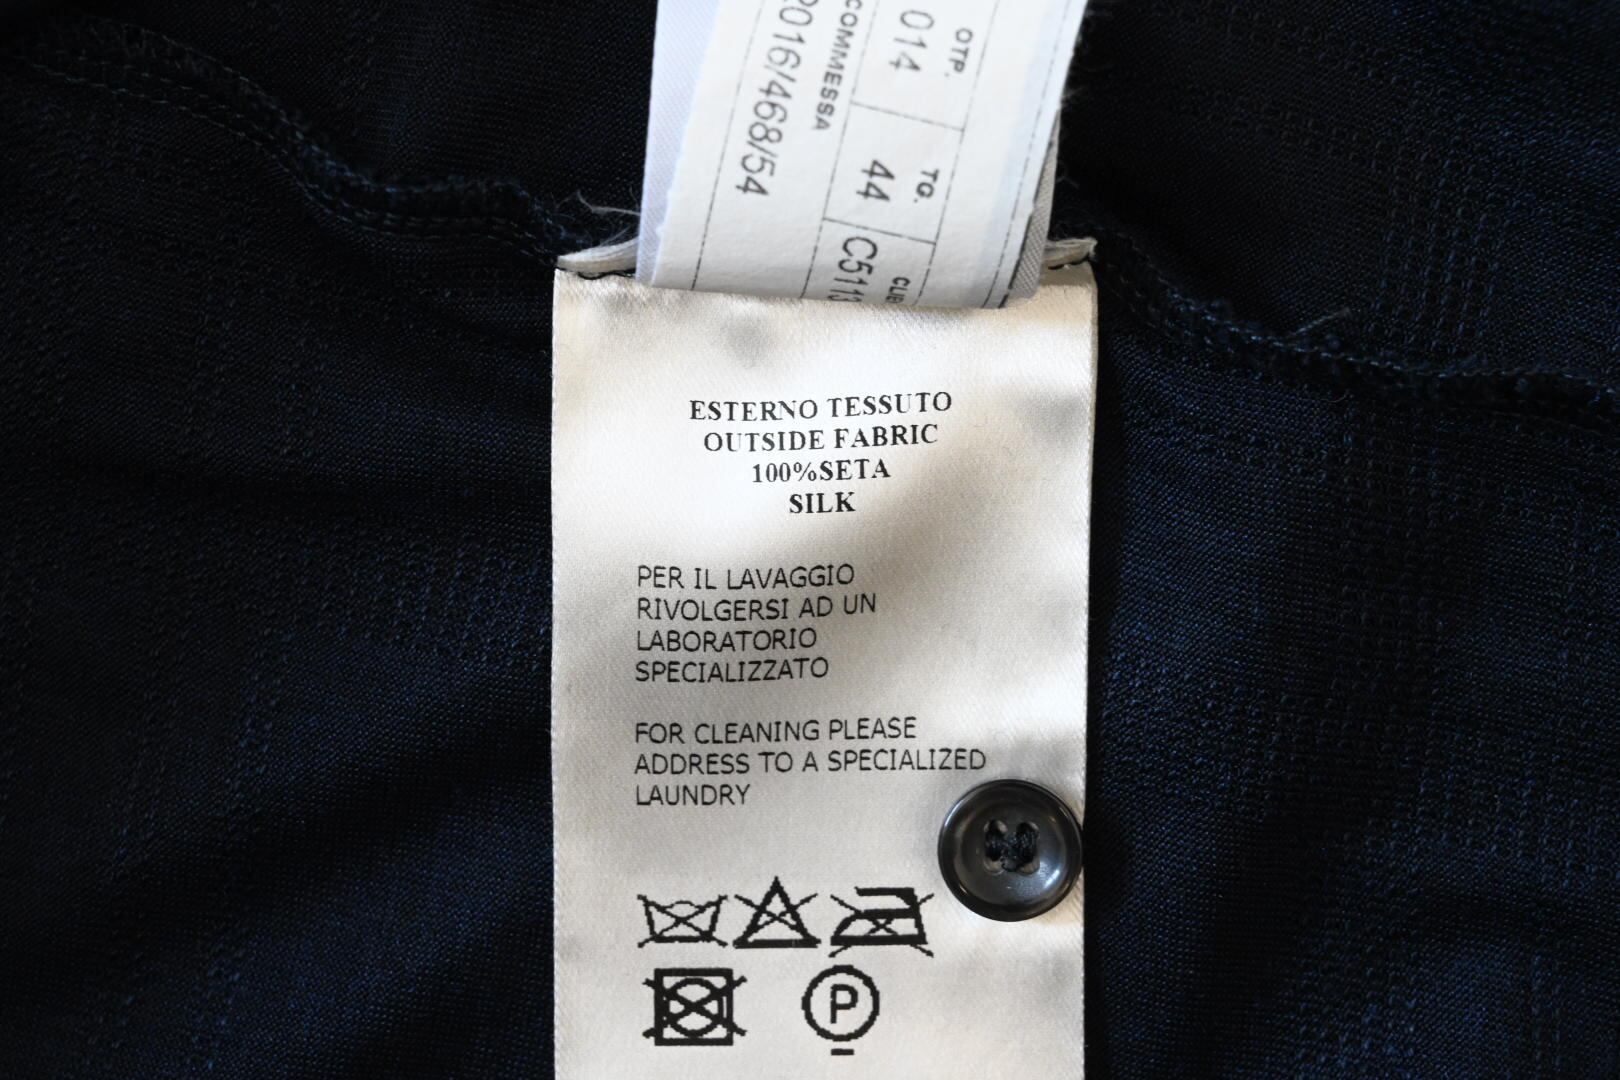 OTP.
014
TG.
44
C5113
COMMESSA
2016/468/54
ESTERNO TESSUTO
OUTSIDE FABRIC
100%SETA
SILK
PER IL LAVAGGIO
RIVOLGERSI AD UN
LABORATORIO
SPECIALIZZATO
FOR CLEANING PLEASE
ADDRESS TO A SPECIALIZED
LAUNDRY
P